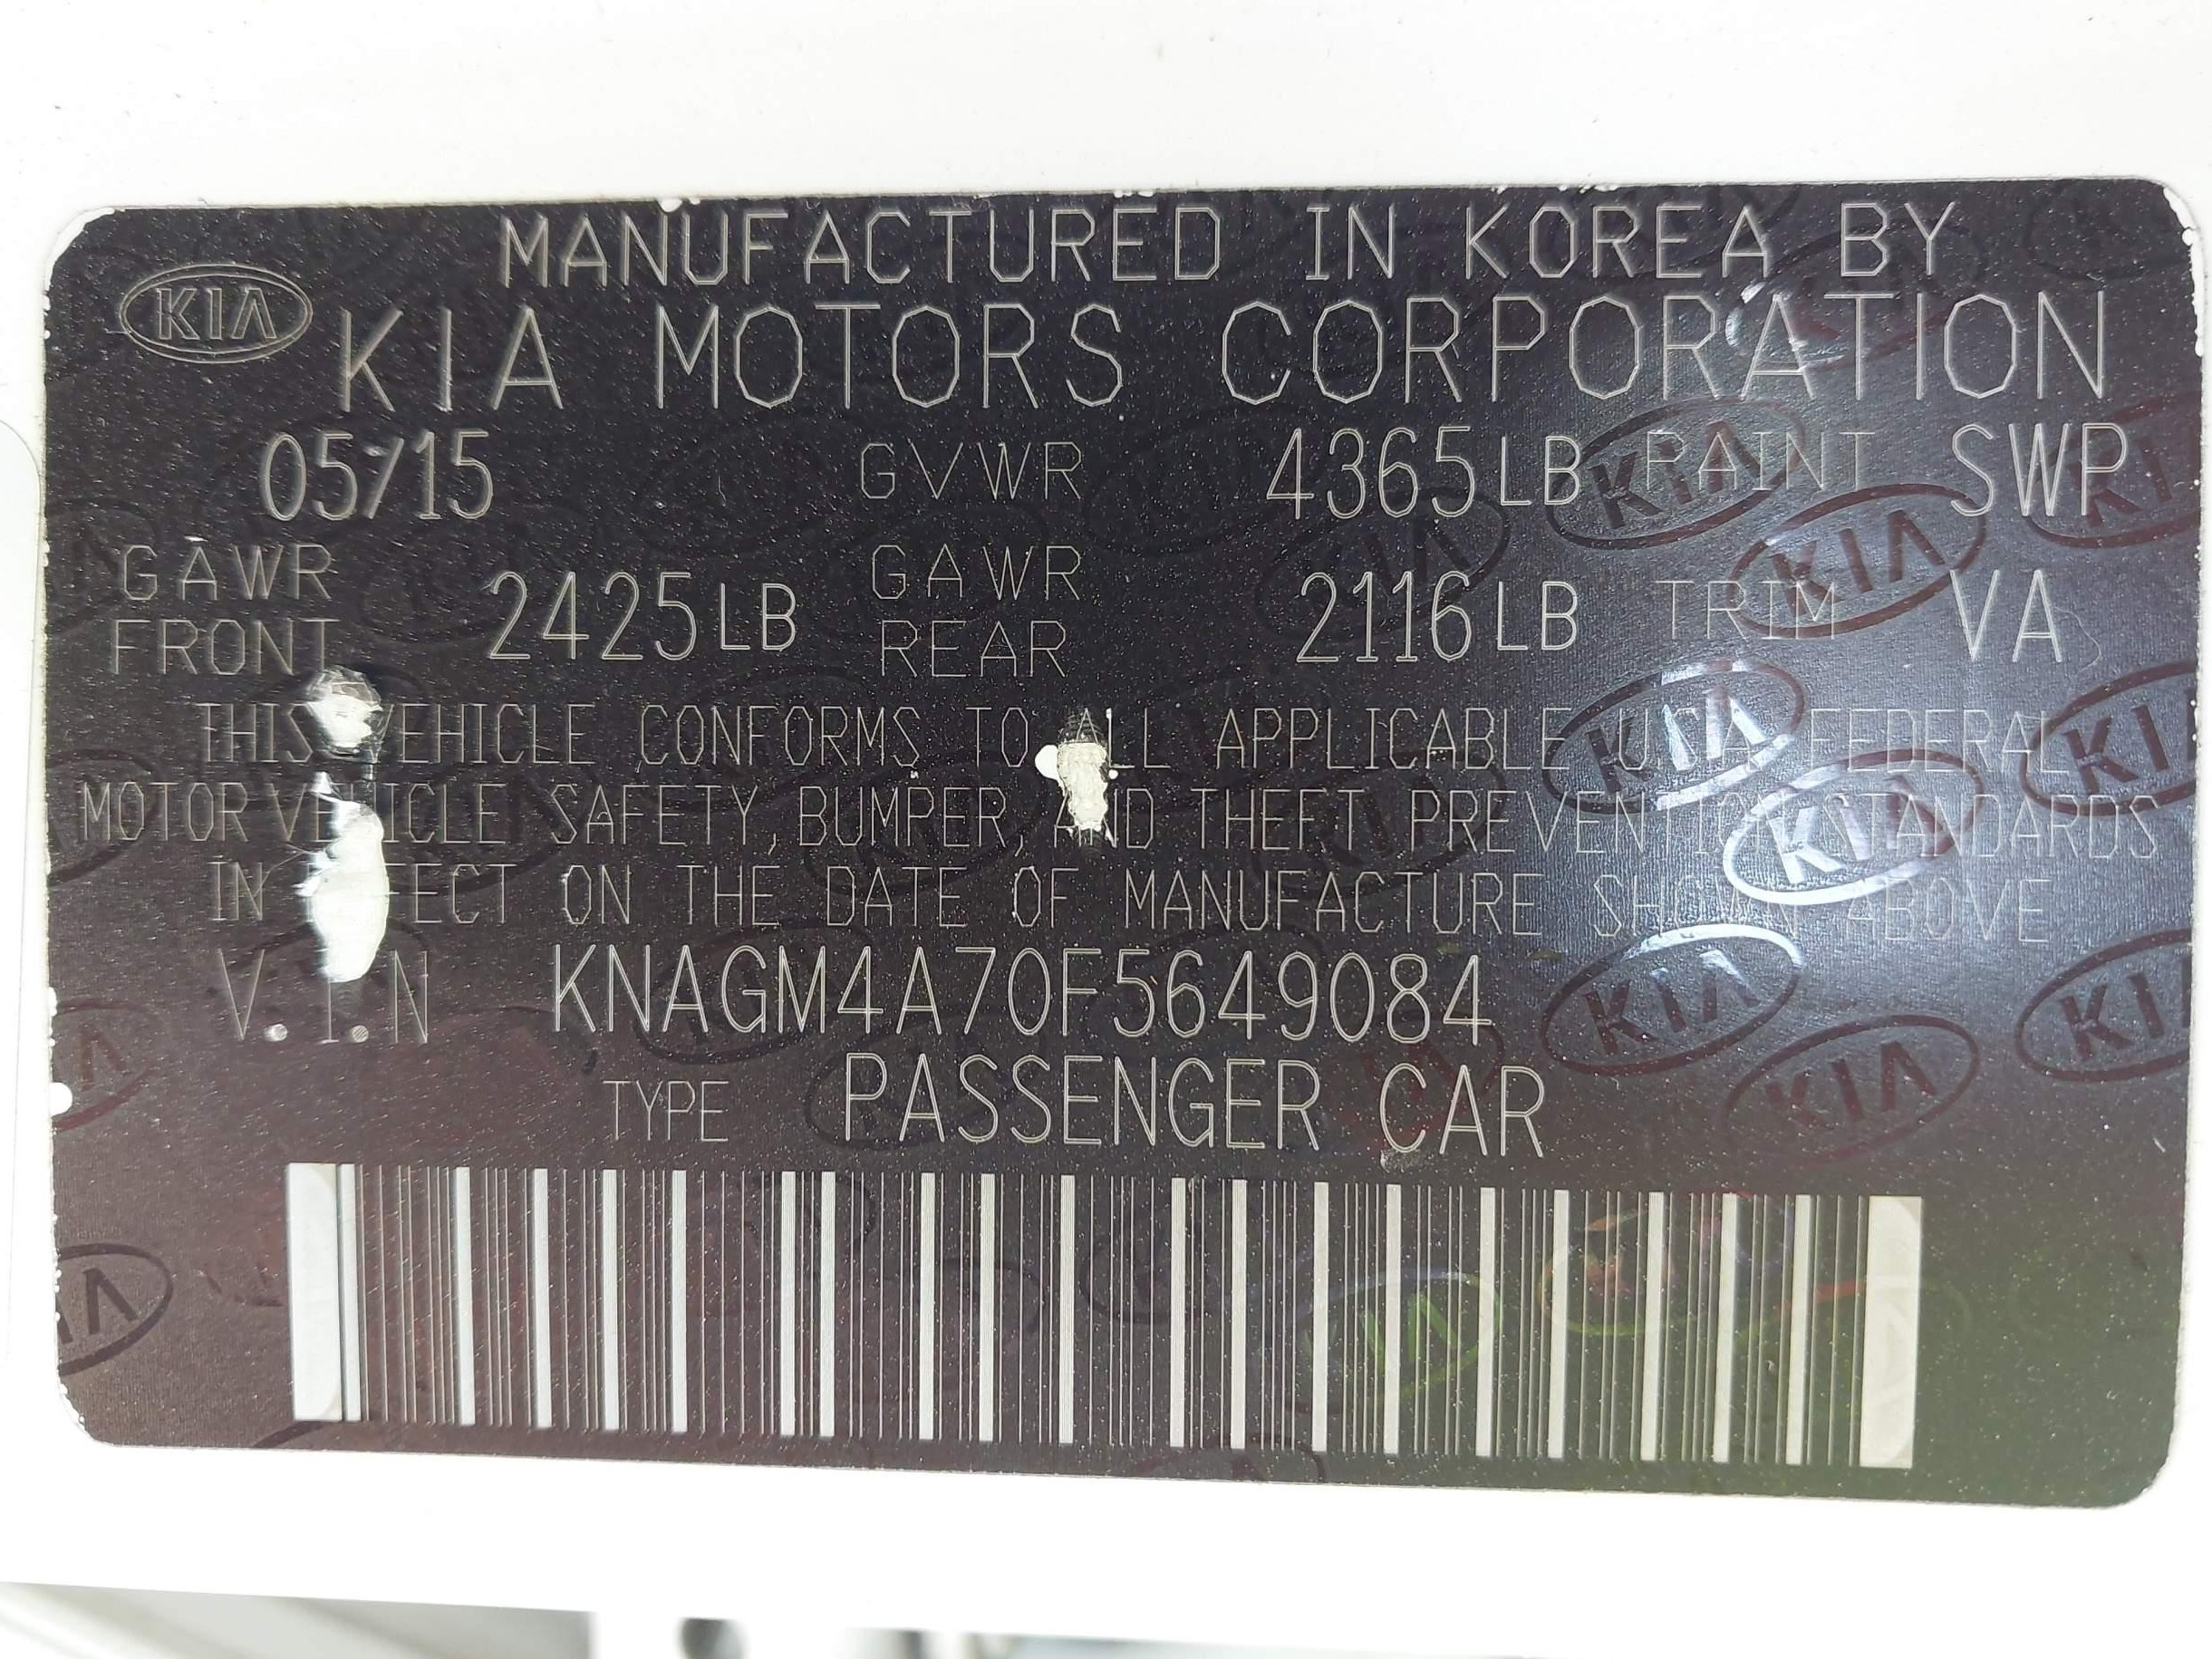 MANUFACTURED IN KOREA BY
KIA KIA MOTORS CORPORATION
05/15 GVWR 4365LB PAINT SWP
GAWR FRONT 2425LB GAWR REAR 2116LB TRIM VA
THIS VEHICLE CONFORMS TO ALL APPLICABLE U.S.A FEDERAL
MOTOR VEHICLE SAFETY, BUMPER, AND THEFT PREVENTION STANDARDS
IN EFFECT ON THE DATE OF MANUFACTURE SHOWN ABOVE
V.I.N KNAGM4A70F5649084
TYPE PASSENGER CAR